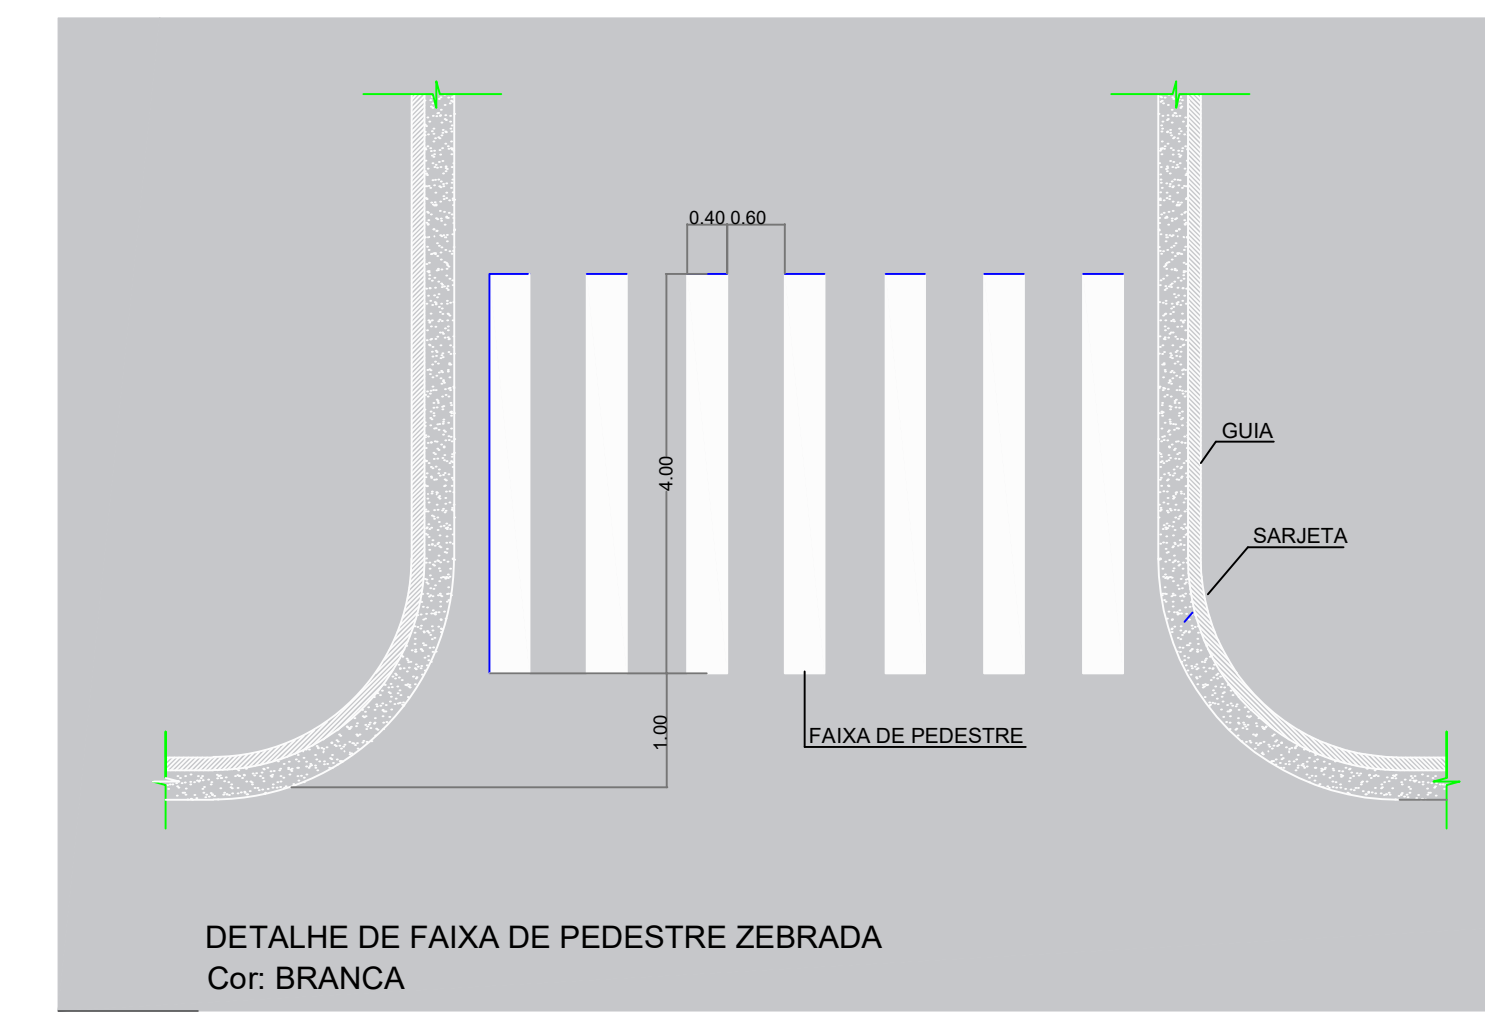 0.40 0.60
GUIA
4.00
SARJETA
1.00
FAIXA DE PEDESTRE
DETALHE DE FAIXA DE PEDESTRE ZEBRADA
Cor: BRANCA